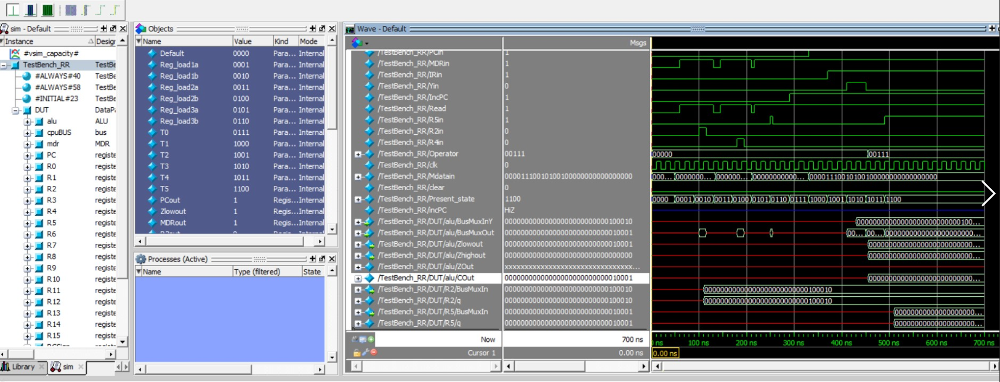 sim - Default
Instance Design
#vsim_capacity#
TestBench_RR TestBe
#ALWAYS#40 TestBe
#ALWAYS#58 TestBe
#INITIAL#23 TestBe
DUT DataPa
alu ALU
cpuBUS bus
mdr MDR
PC registe
R0 registe
R1 registe
R2 registe
R3 registe
R4 registe
R5 registe
R6 registe
R7 registe
R8 registe
R9 registe
R10 registe
R11 registe
R12 registe
R13 registe
R14 registe
R15 registe
Library sim
Objects
Name Value Kind Mode
Default 0000 Para... Internal
Reg_load1a 0001 Para... Internal
Reg_load1b 0010 Para... Internal
Reg_load2a 0011 Para... Internal
Reg_load2b 0100 Para... Internal
Reg_load3a 0101 Para... Internal
Reg_load3b 0110 Para... Internal
T0 0111 Para... Internal
T1 1000 Para... Internal
T2 1001 Para... Internal
T3 1010 Para... Internal
T4 1011 Para... Internal
T5 1100 Para... Internal
PCout 1 Regis... Internal
Zlowout 1 Regis... Internal
MDRout 1 Regis... Internal
Processes (Active)
Name Type (filtered) State
Wave - Default
Msgs
/TestBench_RR/PCin 1
/TestBench_RR/MDRin 1
/TestBench_RR/IRin 1
/TestBench_RR/Yin 0
/TestBench_RR/IncPC 1
/TestBench_RR/Read 1
/TestBench_RR/R5in 1
/TestBench_RR/R2in 0
/TestBench_RR/R4in 0
/TestBench_RR/Operator 00111 00000 00111
/TestBench_RR/clk 0
/TestBench_RR/Mdatain 00001110010100100000000000000000 000... 0000000... 000000... 00000000000... 00001110010100100000000000000000
/TestBench_RR/clear 0
/TestBench_RR/Present_state 1100 0000 0001 0010 0011 0100 0101 0110 0111 1000 1001 1010 1011 1100
/TestBench_RR/incPC HiZ
/TestBench_RR/DUT/alu/BusMuxInY 00000000000000000000000000100010 00000000000000000000000000100...
/TestBench_RR/DUT/alu/BusMuxOut 00000000000000000000000000010001 00... 00... 000000000000000000000...
/TestBench_RR/DUT/alu/Zlowout 00000000000000000000000000010001 00000000000000000000000000...
/TestBench_RR/DUT/alu/Zhighout 00000000000000000000000000000000 00000000000000000000000000...
/TestBench_RR/DUT/alu/ZOut xxxxxxxxxxxxxxxxxxxxxxxxxxxxxxxx...
/TestBench_RR/DUT/alu/COut 00000000000000000000000000010001 00000000000000000000000000...
/TestBench_RR/DUT/R2/BusMuxIn 00000000000000000000000000100010 00000000000000000000000000100010
/TestBench_RR/DUT/R2/q 00000000000000000000000000100010 00000000000000000000000000100010
/TestBench_RR/DUT/R5/BusMuxIn 00000000000000000000000000010001 0000000000000000000...
/TestBench_RR/DUT/R5/q 00000000000000000000000000010001 0000000000000000000...
Now 700 ns ns 100 ns 200 ns 300 ns 400 ns 500 ns 600 ns 700 ns
Cursor 1 0.00 ns 0.00 ns